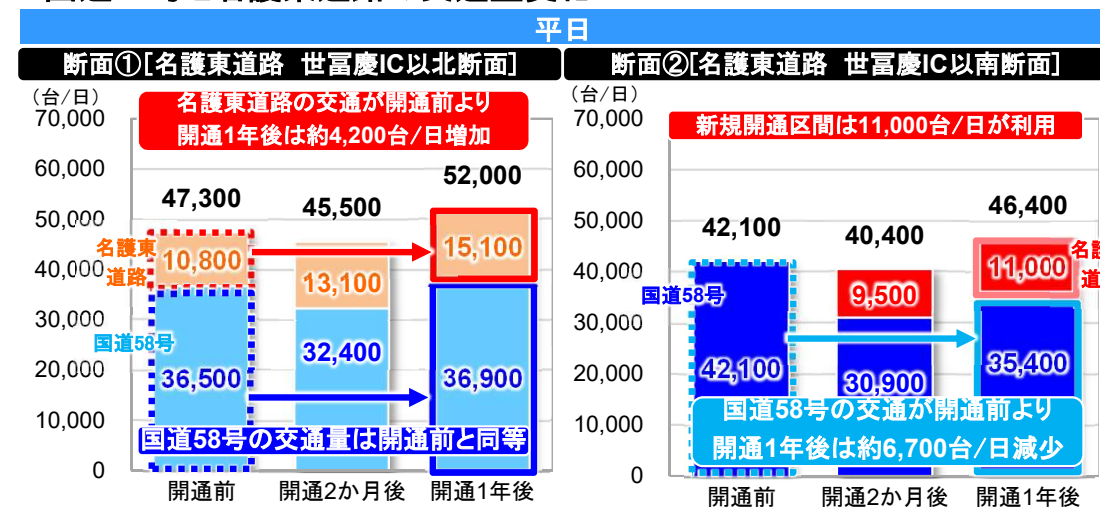 平日
断面①[名護東道路 世冨慶IC以北断面]
(台/日)
70,000
60,000
50,000
40,000
30,000
20,000
10,000
0
名護東道路の交通が開通前より
開通1年後は約4,200台/日増加
47,300
45,500
52,000
名護東
道路
10,800
13,100
15,100
国道58号
36,500
32,400
36,900
国道58号の交通量は開通前と同等
開通前
開通2か月後
開通1年後
断面②[名護東道路 世冨慶IC以南断面]
(台/日)
70,000
60,000
50,000
40,000
30,000
20,000
10,000
0
新規開通区間は11,000台/日が利用
42,100
40,400
46,400
国道58号
9,500
11,000
名護
道
42,100
30,900
35,400
国道58号の交通が開通前より
開通1年後は約6,700台/日減少
開通前
開通2か月後
開通1年後